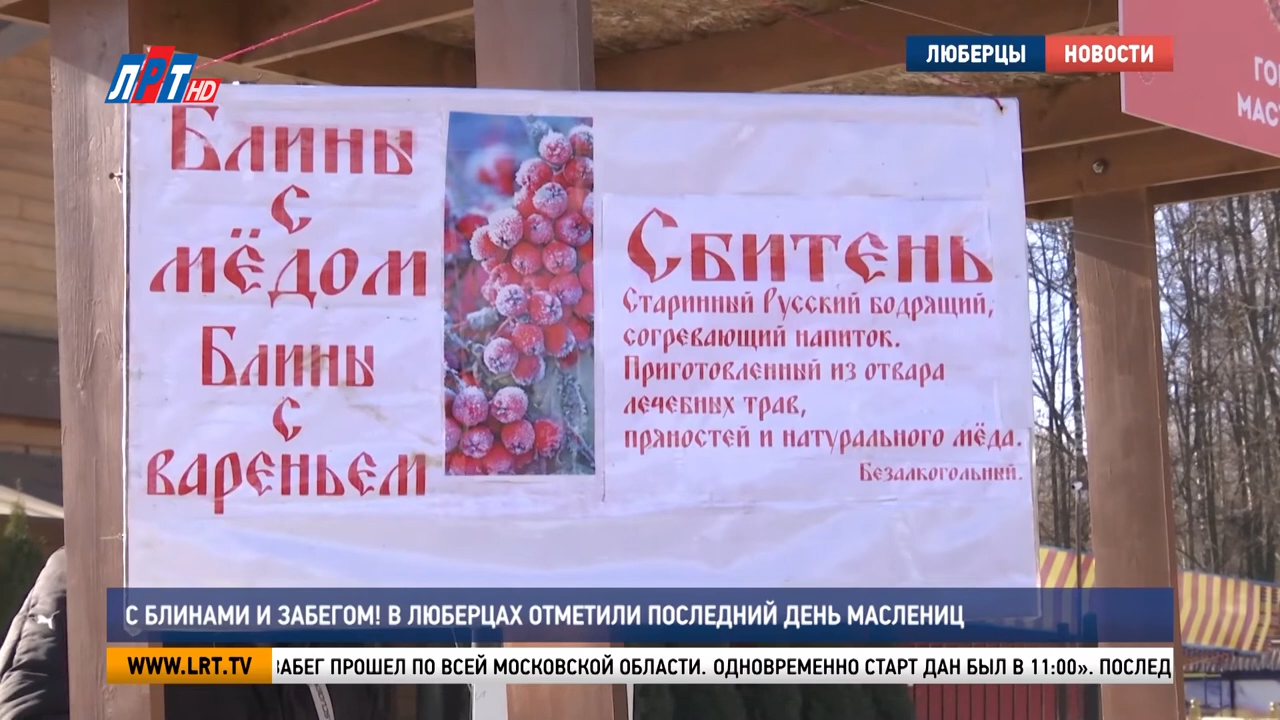 ЛРТ HD
ЛЮБЕРЦЫ НОВОСТИ
Блины
с
мёдом
Блины
с
вареньем
Сбитень
Старинный Русский бодрящий,
согревающий напиток.
Приготовленный из отвара
лечебных трав,
пряностей и натурального мёда.
Безалкогольный.
С БЛИНАМИ И ЗАБЕГОМ! В ЛЮБЕРЦАХ ОТМЕТИЛИ ПОСЛЕДНИЙ ДЕНЬ МАСЛЕНИЦ
WWW.LRT.TV ЗАБЕГ ПРОШЕЛ ПО ВСЕЙ МОСКОВСКОЙ ОБЛАСТИ. ОДНОВРЕМЕННО СТАРТ ДАН БЫЛ В 11:00». ПОСЛЕД